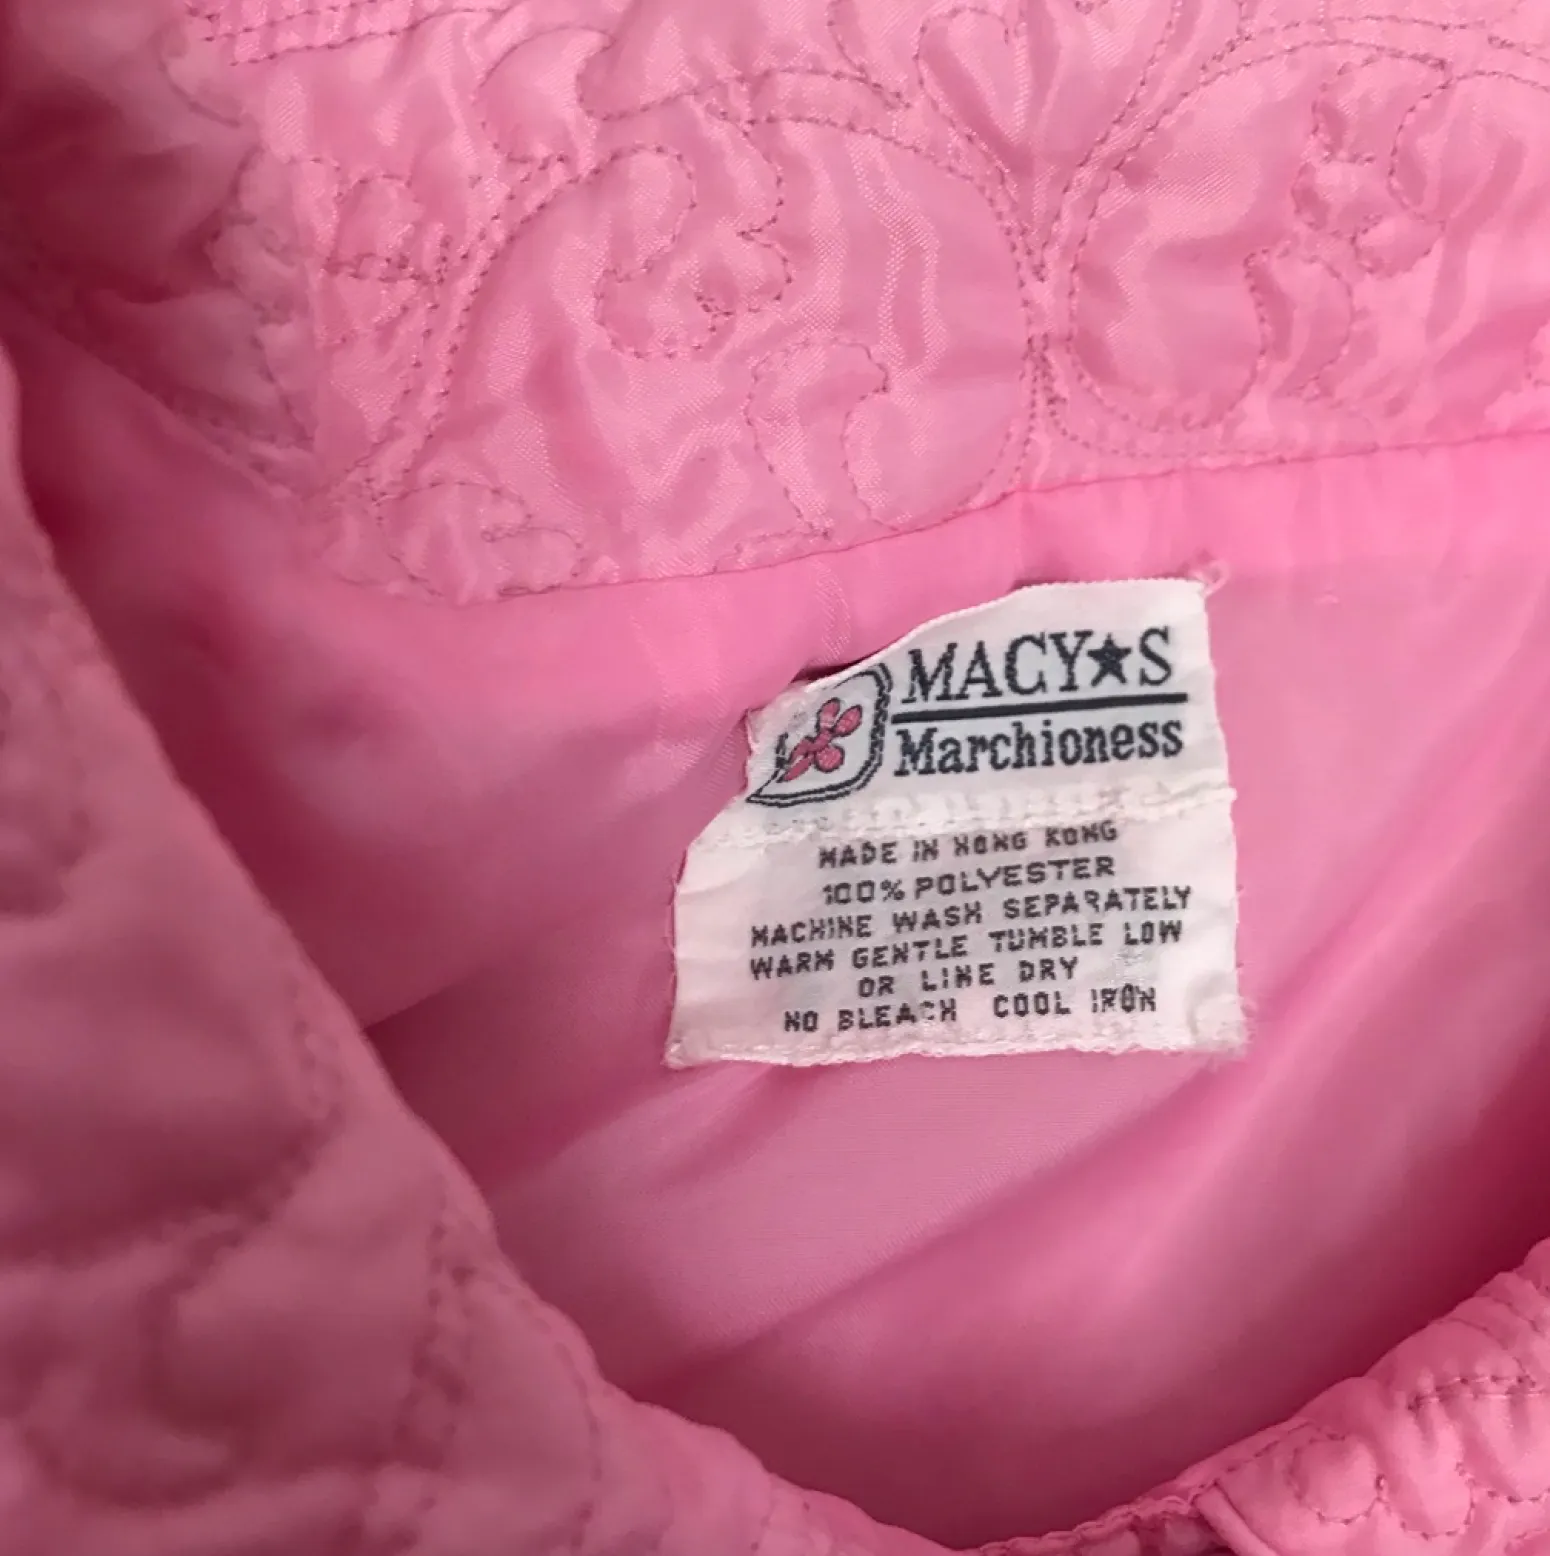 MACY★S
Marchioness
MADE IN HONG KONG
100% POLYESTER
MACHINE WASH SEPARATELY
WARM GENTLE TUMBLE LOW
OR LINE DRY
NO BLEACH COOL IRON